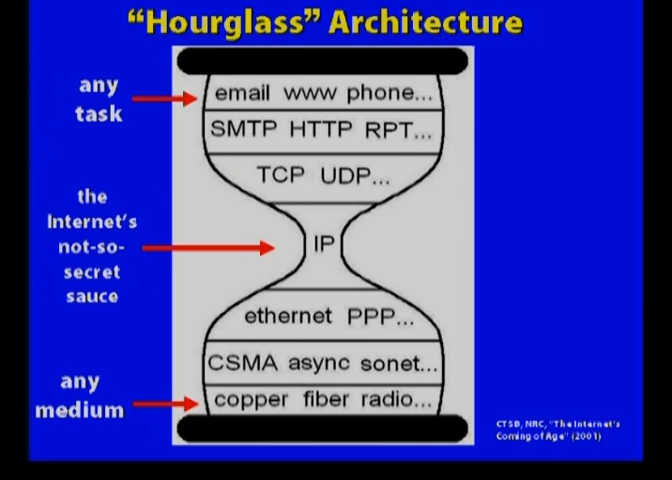 “Hourglass” Architecture
any
task
email www phone...
SMTP HTTP RPT...
TCP UDP...
the
Internet's
not-so-
secret
sauce
IP
ethernet PPP...
CSMA async sonet...
any
medium
copper fiber radio...
CTSB, NRC, "The Internet's
Coming of Age" (2001)